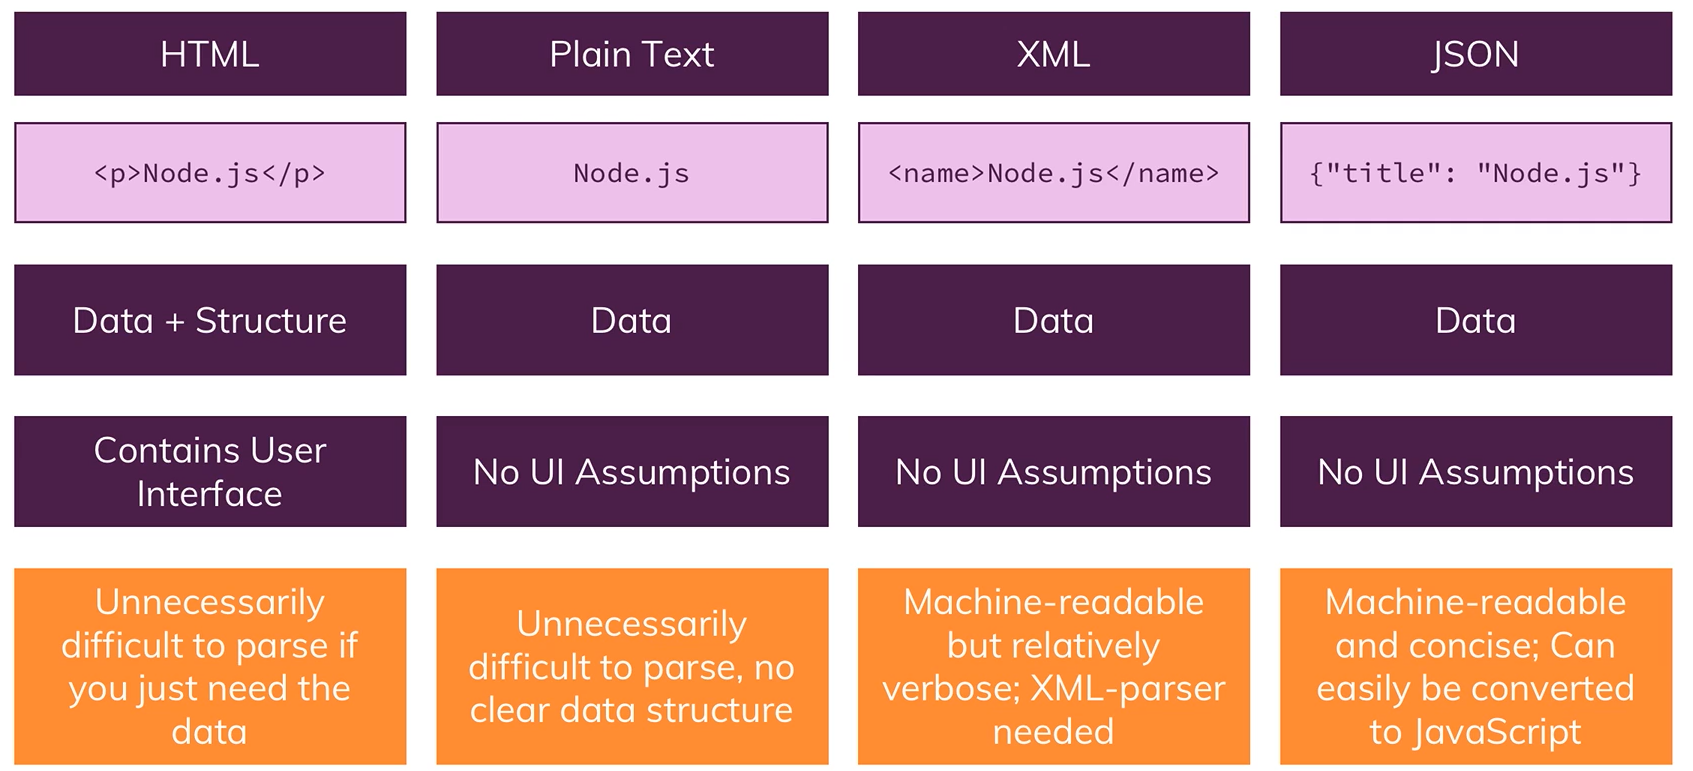 HTML
Plain Text
XML
JSON
<p>Node.js</p>
Node.js
<name>Node.js</name>
{"title": "Node.js"}
Data + Structure
Data
Data
Data
Contains User
Interface
No UI Assumptions
No UI Assumptions
No UI Assumptions
Unnecessarily
difficult to parse if
you just need the
data
Unnecessarily
difficult to parse, no
clear data structure
Machine-readable
but relatively
verbose; XML-parser
needed
Machine-readable
and concise; Can
easily be converted
to JavaScript